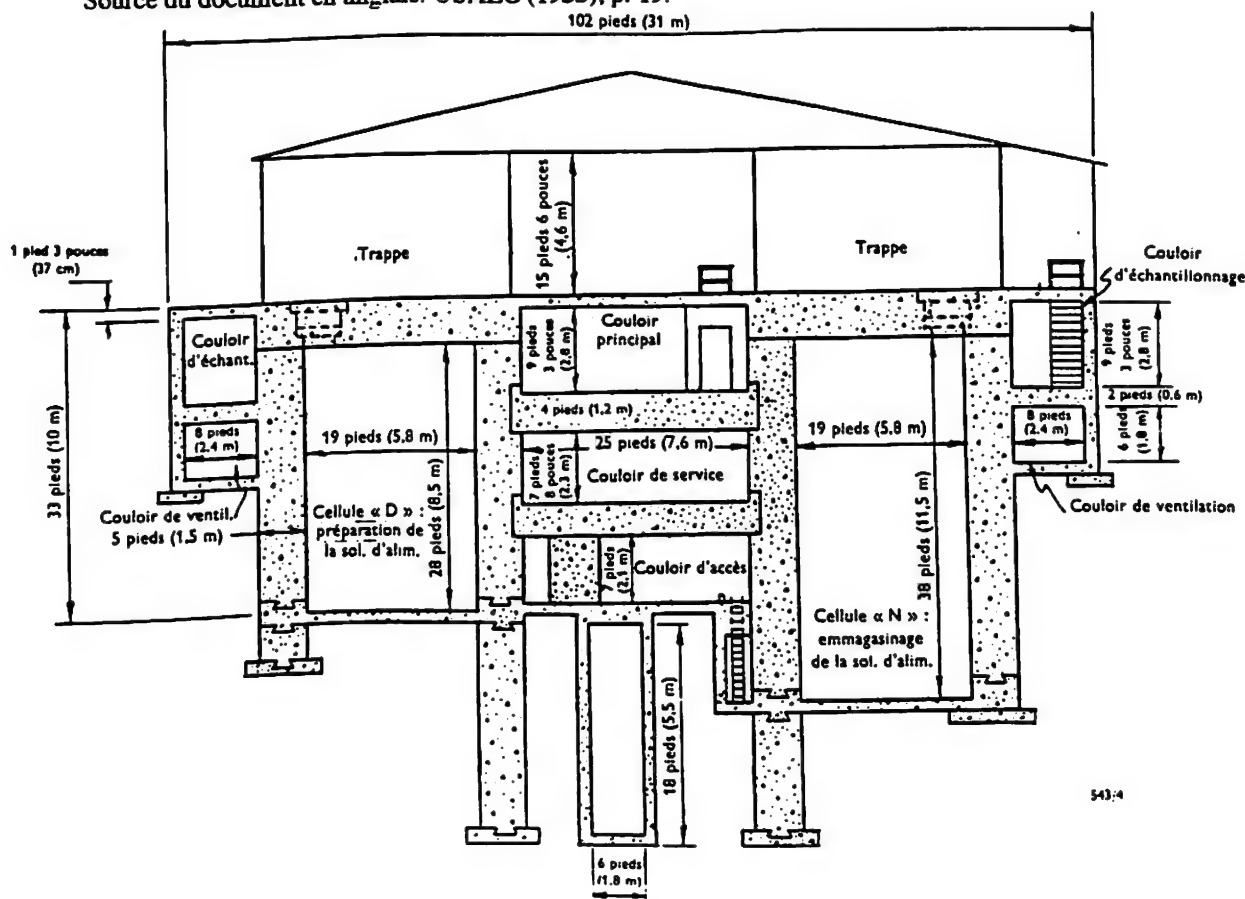 Source du document en anglais: USAEC (1955), p. 19.
102 pieds (31 m)
1 pied 3 pouces
(37 cm)
Trappe
15 pieds 6 pouces
(4,6 m)
Trappe
Couloir
d'échantillonnage
Couloir
d'échant.
9 pieds
3 pouces
(2,8 m)
Couloir
principal
9 pieds
3 pouces
(2,8 m)
33 pieds (10 m)
4 pieds (1,2 m)
2 pieds (0,6 m)
8 pieds
(2.4 m)
19 pieds (5,8 m)
25 pieds (7,6 m)
19 pieds (5,8 m)
8 pieds
(2.4 m)
6 pieds
(1,8 m)
7 pieds
8 pouces
(2,3 m)
Couloir de service
Couloir de ventil.
5 pieds (1,5 m)
Couloir de ventilation
Cellule « D » :
préparation de
la sol. d'alim.
28 pieds (8,5 m)
7 pieds
(2,1 m)
Couloir d'accès
38 pieds (11,5 m)
Cellule « N » :
emmagasinage
de la sol. d'alim.
18 pieds (5,5 m)
543/4
6 pieds
(1.8 m)